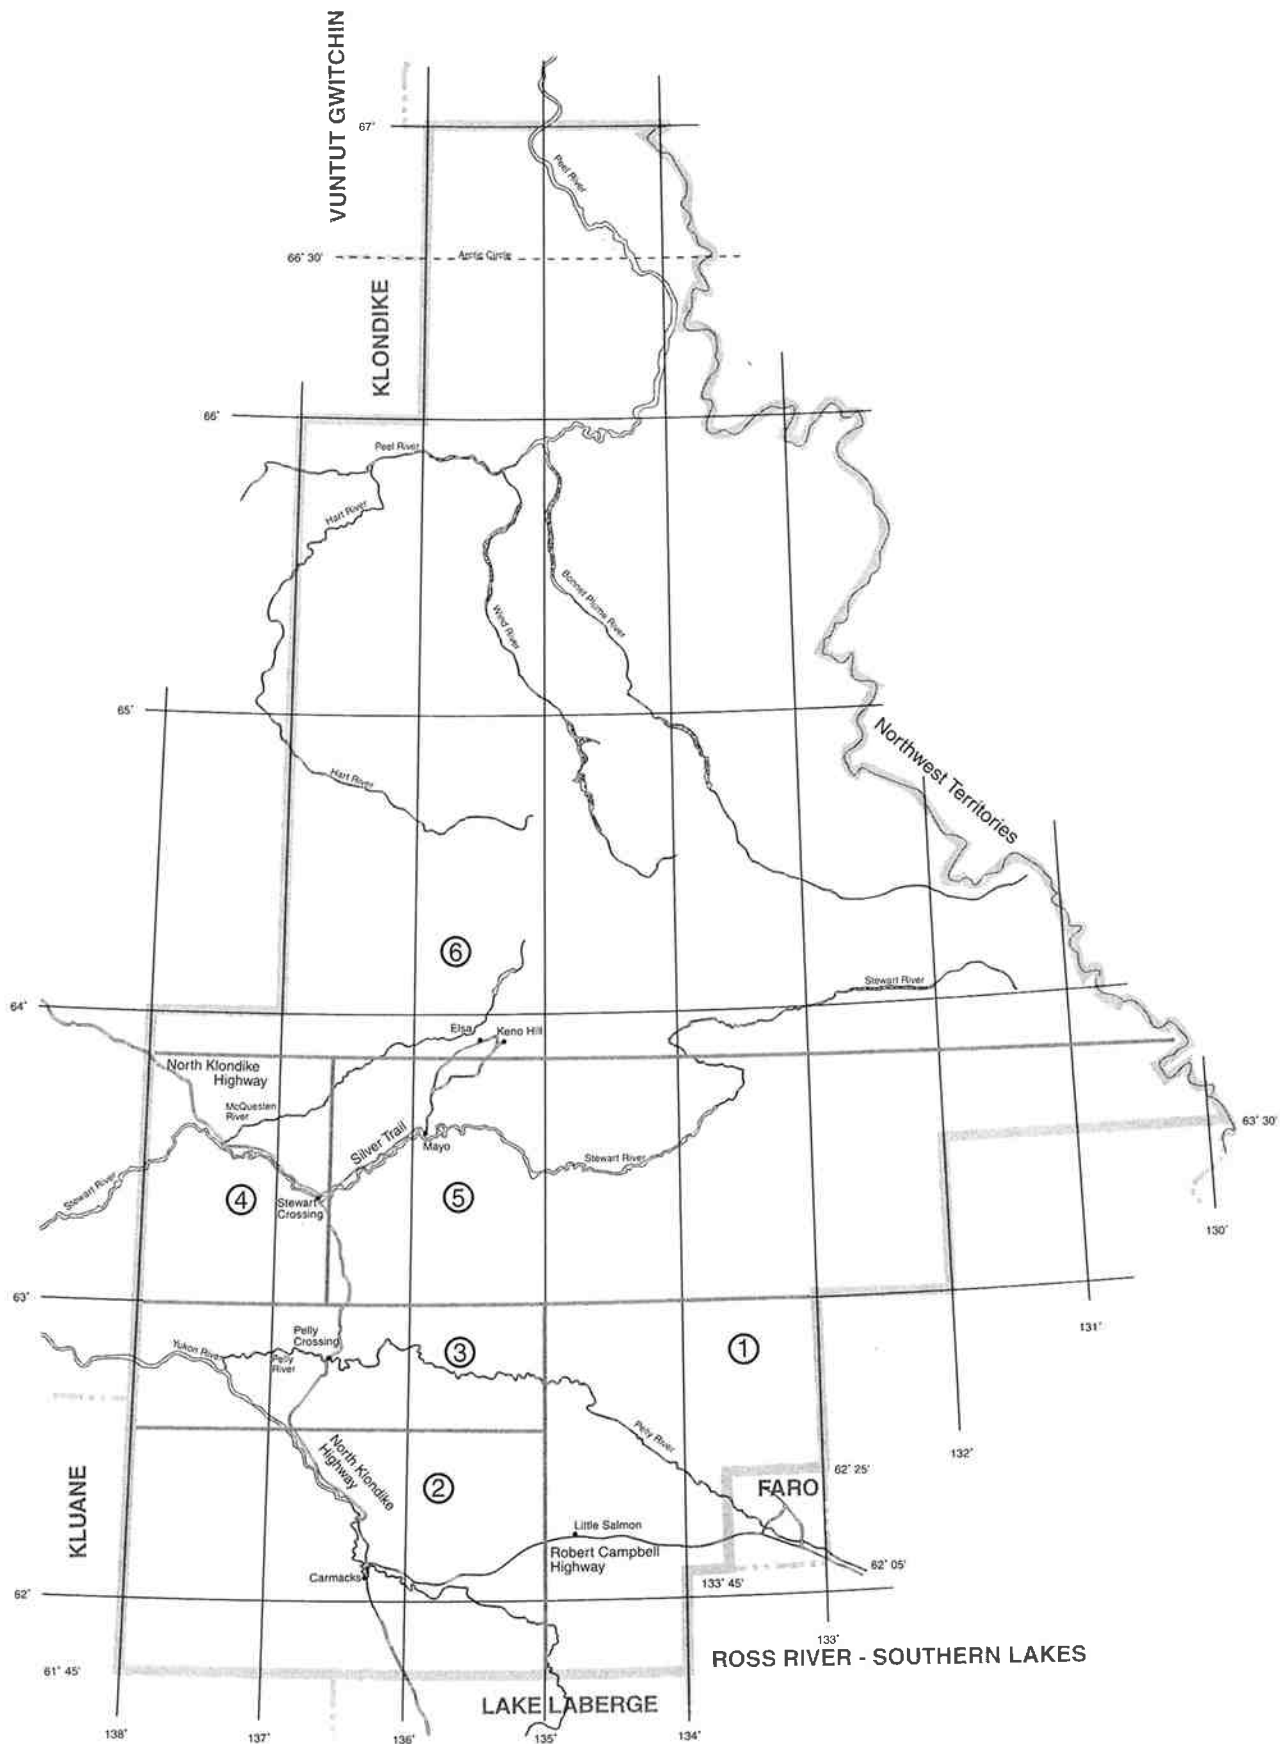 VUNTUT GWITCHIN
67°
Peel River
66° 30'
Arctic Circle
KLONDIKE
66°
Peel River
Hart River
Bonnet Plume River
Wind River
65°
Northwest Territories
Hart River
⑥
Stewart River
64°
Elsa
Keno Hill
North Klondike
Highway
McQuesten
River
63° 30'
Silver Trail
Mayo
Stewart River
Stewart River
④
Stewart
Crossing
⑤
130°
63°
131°
Pelly
Crossing
Yukon River
Pelly
River
③
①
Pelly River
132°
North Klondike
Highway
62° 25'
②
FARO
KLUANE
Little Salmon
Robert Campbell
Highway
62° 05'
Carmacks
133° 45'
62°
133°
ROSS RIVER - SOUTHERN LAKES
61° 45'
LAKE LABERGE
138°
137°
136°
135°
134°